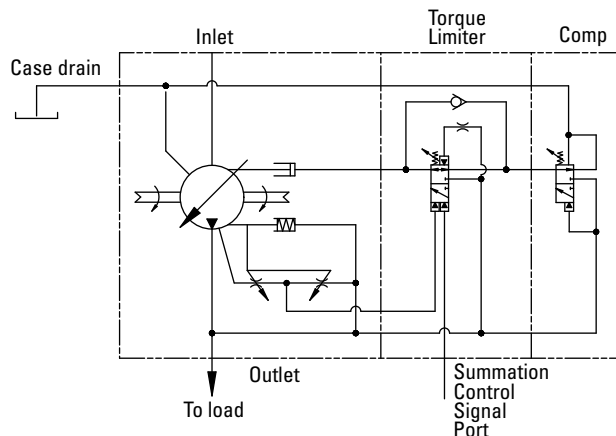 Torque
Limiter
Inlet
Comp
Case drain
Outlet
To load
Summation
Control
Signal
Port